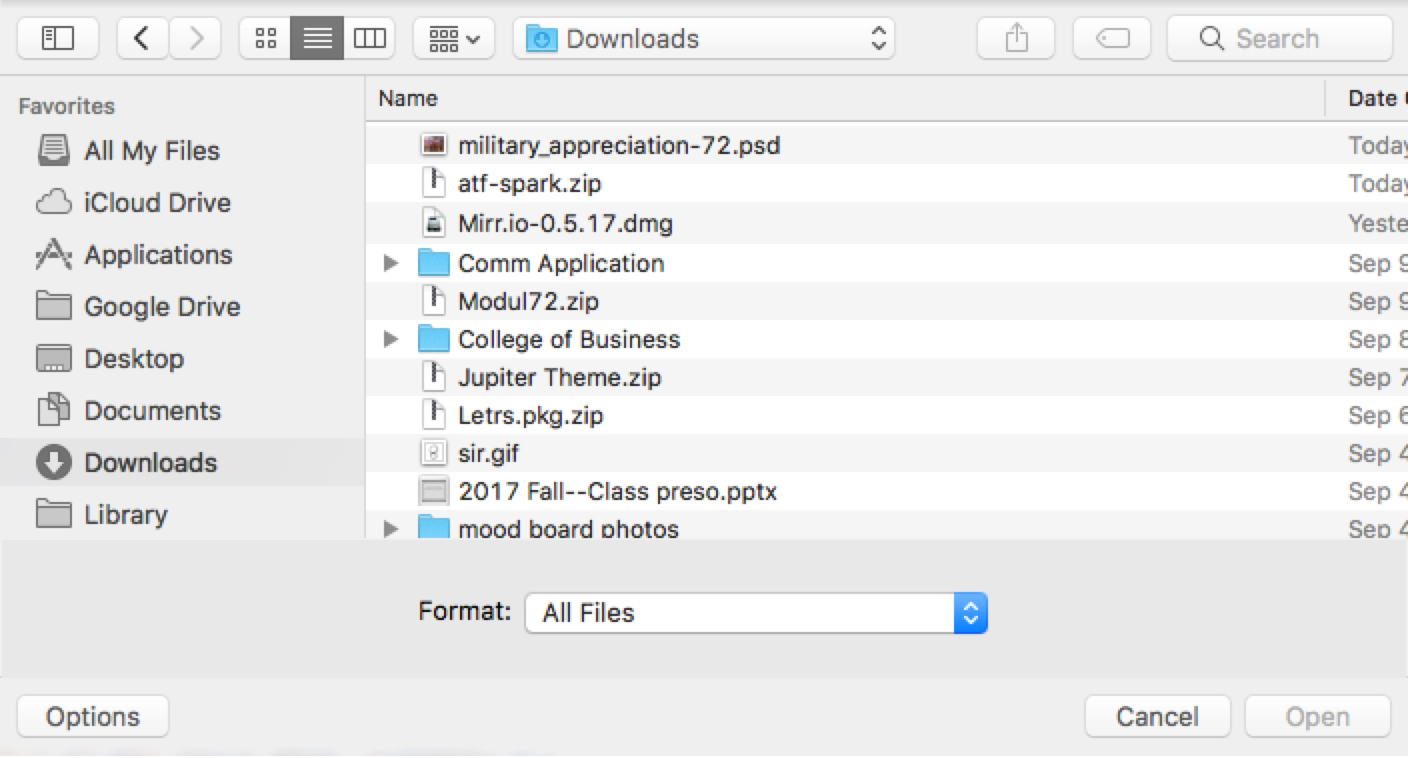 Downloads
Search
Favorites
All My Files
iCloud Drive
Applications
Google Drive
Desktop
Documents
Downloads
Library
Name Date
military_appreciation-72.psd Today
atf-spark.zip Today
Mirr.io-0.5.17.dmg Yeste
Comm Application Sep 9
Modul72.zip Sep 9
College of Business Sep 8
Jupiter Theme.zip Sep 7
Letrs.pkg.zip Sep 6
sir.gif Sep 4
2017 Fall--Class preso.pptx Sep 4
mood board photos Sep 4
Format: All Files
Options Cancel Open